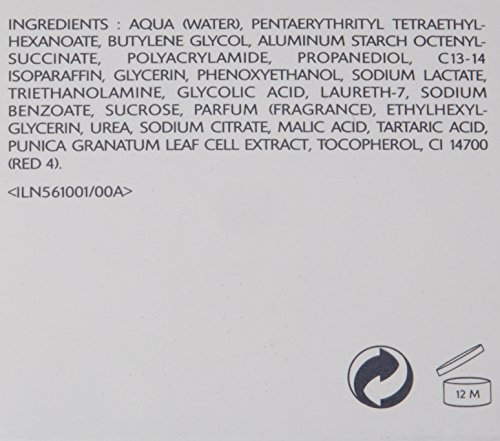 INGREDIENTS : AQUA (WATER), PENTAERYTHRITYL TETRAETHYL-
HEXANOATE, BUTYLENE GLYCOL, ALUMINUM STARCH OCTENYL-
SUCCINATE, POLYACRYLAMIDE, PROPANEDIOL, C13-14
ISOPARAFFIN, GLYCERIN, PHENOXYETHANOL, SODIUM LACTATE,
TRIETHANOLAMINE, GLYCOLIC ACID, LAURETH-7, SODIUM
BENZOATE, SUCROSE, PARFUM (FRAGRANCE), ETHYLHEXYL-
GLYCERIN, UREA, SODIUM CITRATE, MALIC ACID, TARTARIC ACID,
PUNICA GRANATUM LEAF CELL EXTRACT, TOCOPHEROL, CI 14700
(RED 4).
<ILN561001/00A>
12 M